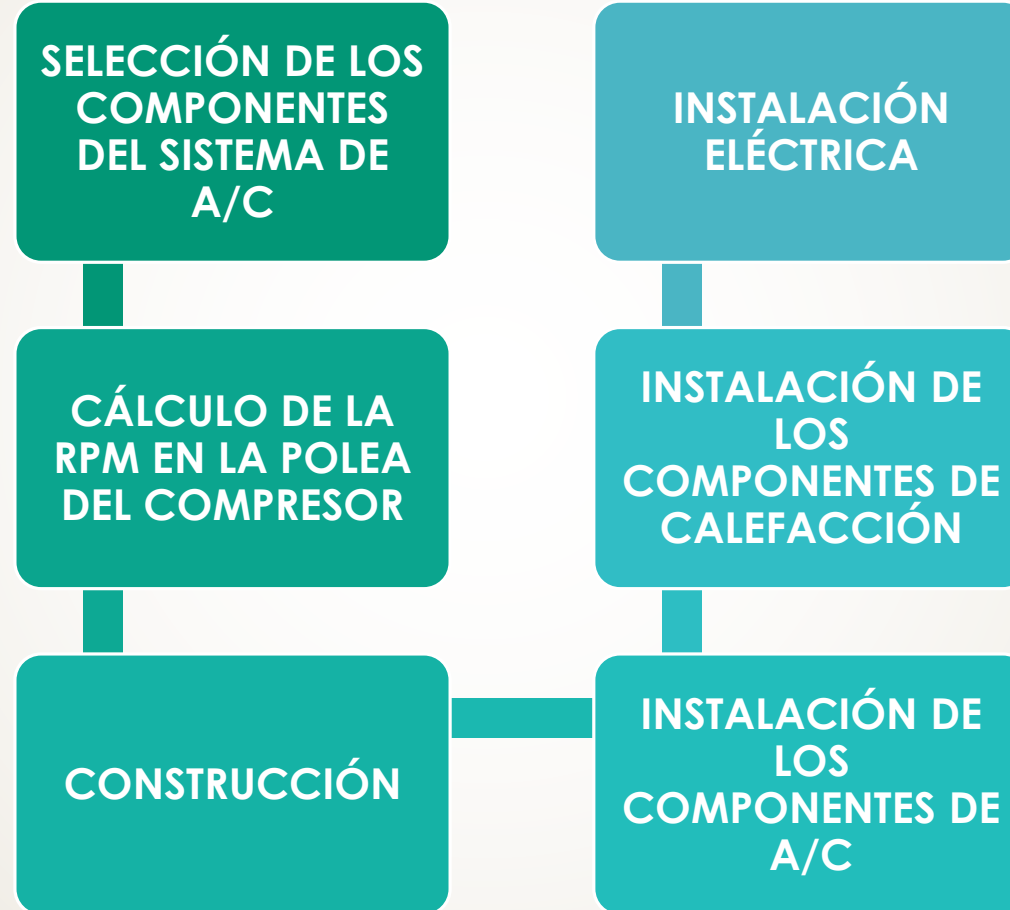 SELECCIÓN DE LOS
COMPONENTES
DEL SISTEMA DE
A/C
CÁLCULO DE LA
RPM EN LA POLEA
DEL COMPRESOR
CONSTRUCCIÓN
INSTALACIÓN DE
LOS
COMPONENTES DE
A/C
INSTALACIÓN DE
LOS
COMPONENTES DE
CALEFACCIÓN
INSTALACIÓN
ELÉCTRICA